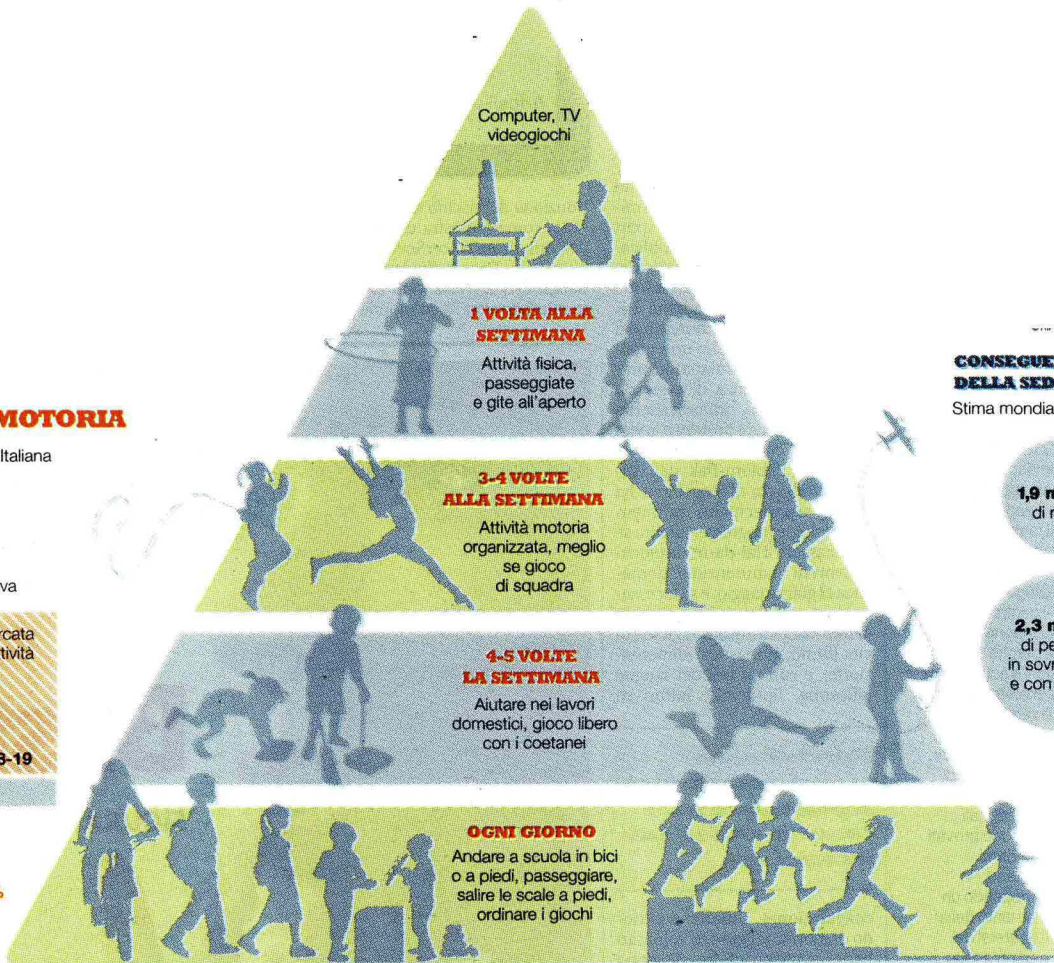 Computer, TV
videogiochi
1 VOLTA ALLA
SETTIMANA
Attività fisica,
passeggiate
e gite all'aperto
3-4 VOLTE
ALLA SETTIMANA
Attività motoria
organizzata, meglio
se gioco
di squadra
4-5 VOLTE
LA SETTIMANA
Aiutare nei lavori
domestici, gioco libero
con i coetanei
OGNI GIORNO
Andare a scuola in bici
o a piedi, passeggiare,
salire le scale a piedi,
ordinare i giochi
MOTORIA
Italiana
va
rcata
tività
-19
CONSEGUE
DELLA SED
Stima mondia
1,9 m
di
2,3 m
di pe
in sovr
e con